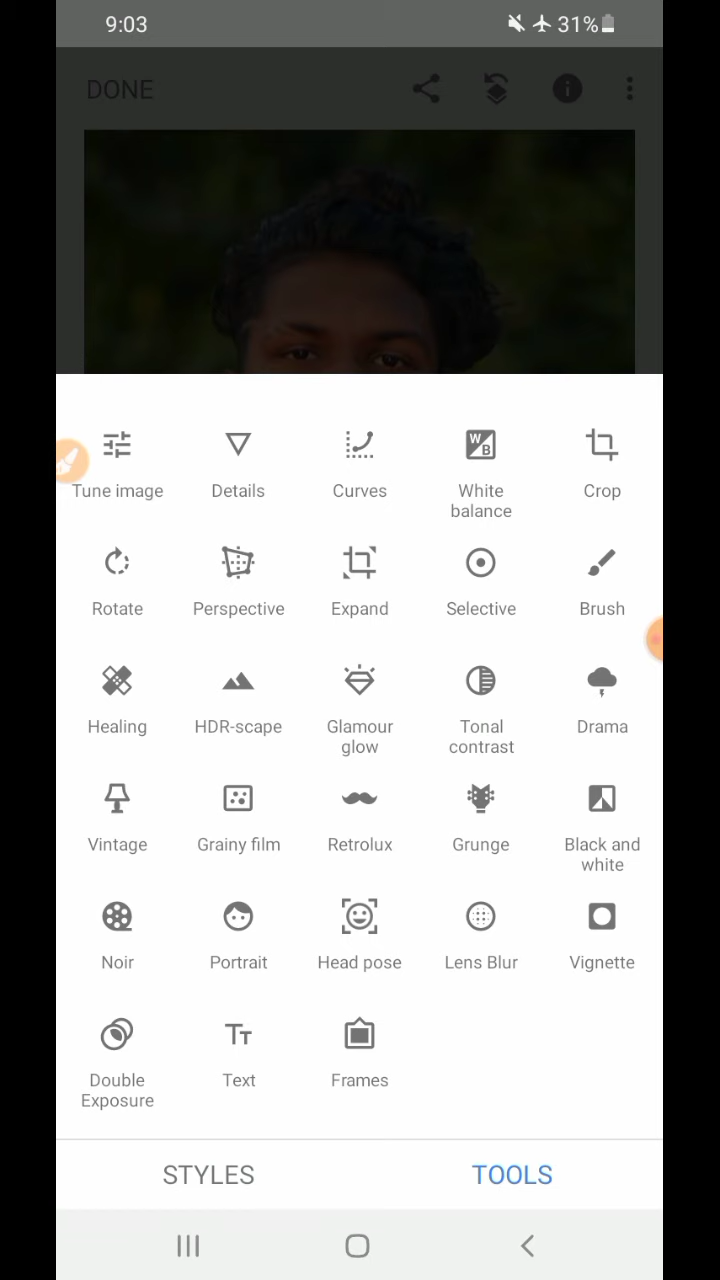 9:03 31%
DONE
Tune image Details Curves White balance Crop
Rotate Perspective Expand Selective Brush
Healing HDR-scape Glamour glow Tonal contrast Drama
Vintage Grainy film Retrolux Grunge Black and white
Noir Portrait Head pose Lens Blur Vignette
Double Exposure Text Frames
STYLES TOOLS